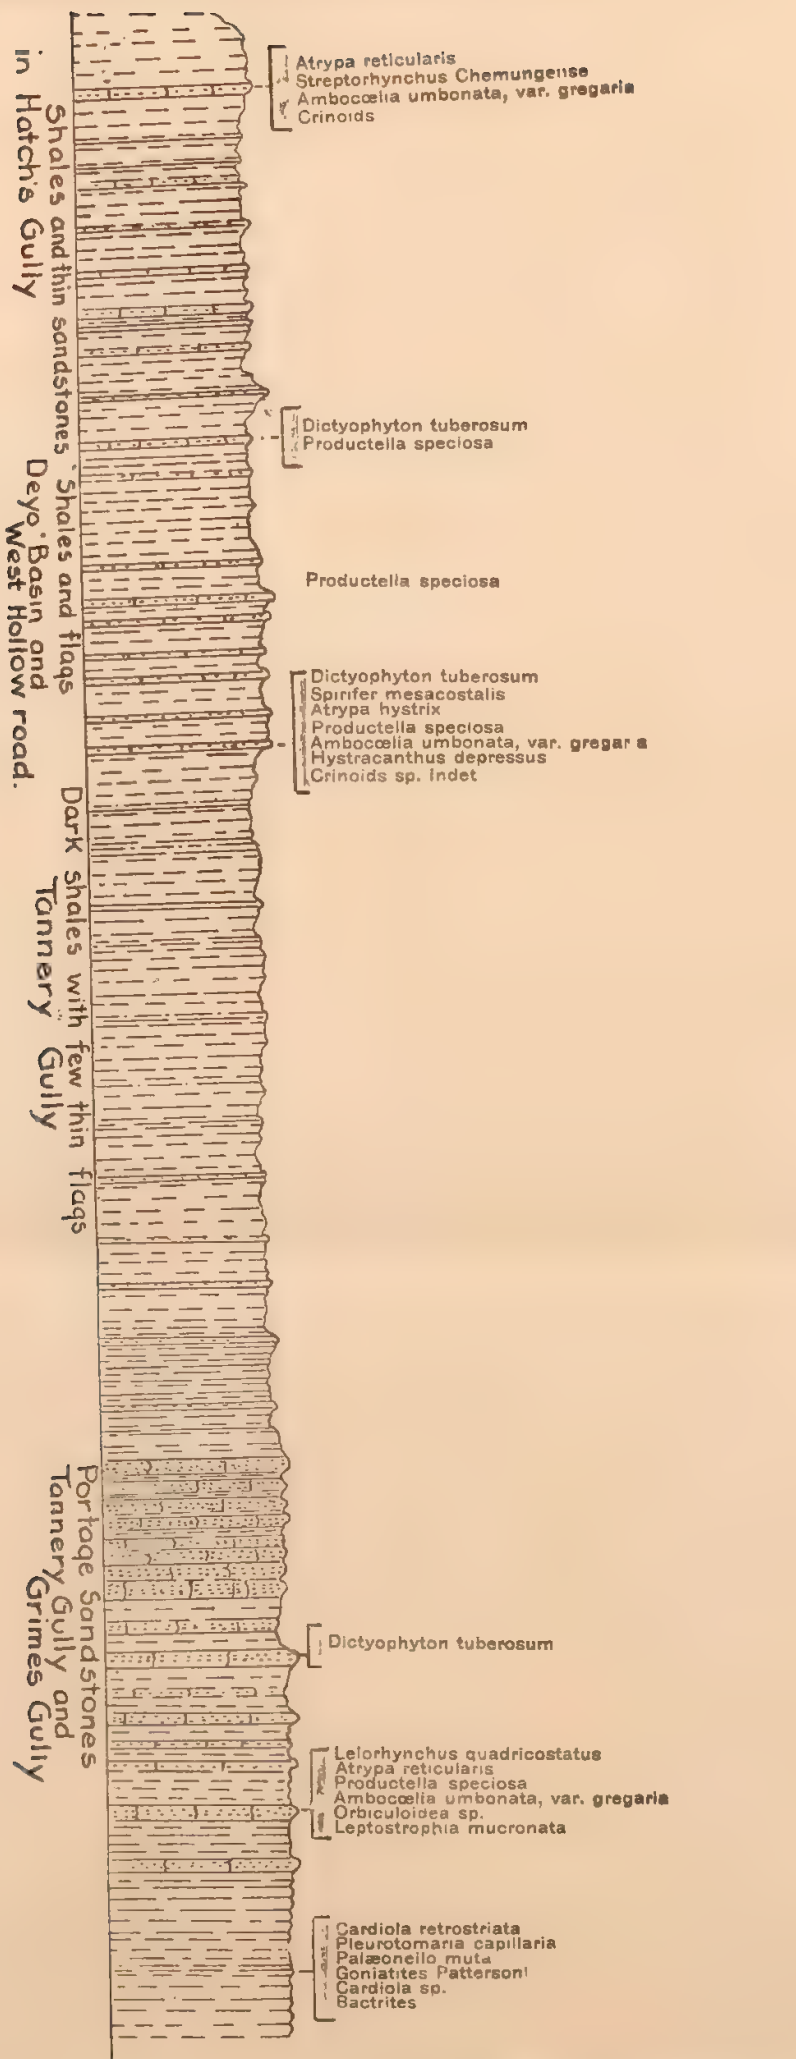 Atrypa reticularis
Streptorhynchus Chemungense
Ambocœlia umbonata, var. gregaria
Crinoids
Shales and thin sandstones
in Hatch's Gully
Dictyophyton tuberosum
Productella speciosa
Productella speciosa
Shales and flags
Deyo Basin and
West Hollow road.
Dictyophyton tuberosum
Spirifer mesacostalis
Atrypa hystrix
Productella speciosa
Ambocœlia umbonata, var. gregar a
Hystracanthus depressus
Crinoids sp. indet
Dark shales with few thin flags
Tannery Gully
Portage Sandstones
Tannery Gully and
Grimes Gully
Dictyophyton tuberosum
Leiorhynchus quadricostatus
Atrypa reticularis
Productella speciosa
Ambocœlia umbonata, var. gregaria
Orbiculoidea sp.
Leptostrophia mucronata
Cardiola retrostriata
Pleurotomaria capillaria
Palæoneilo muta
Goniatites Pattersoni
Cardiola sp.
Bactrites